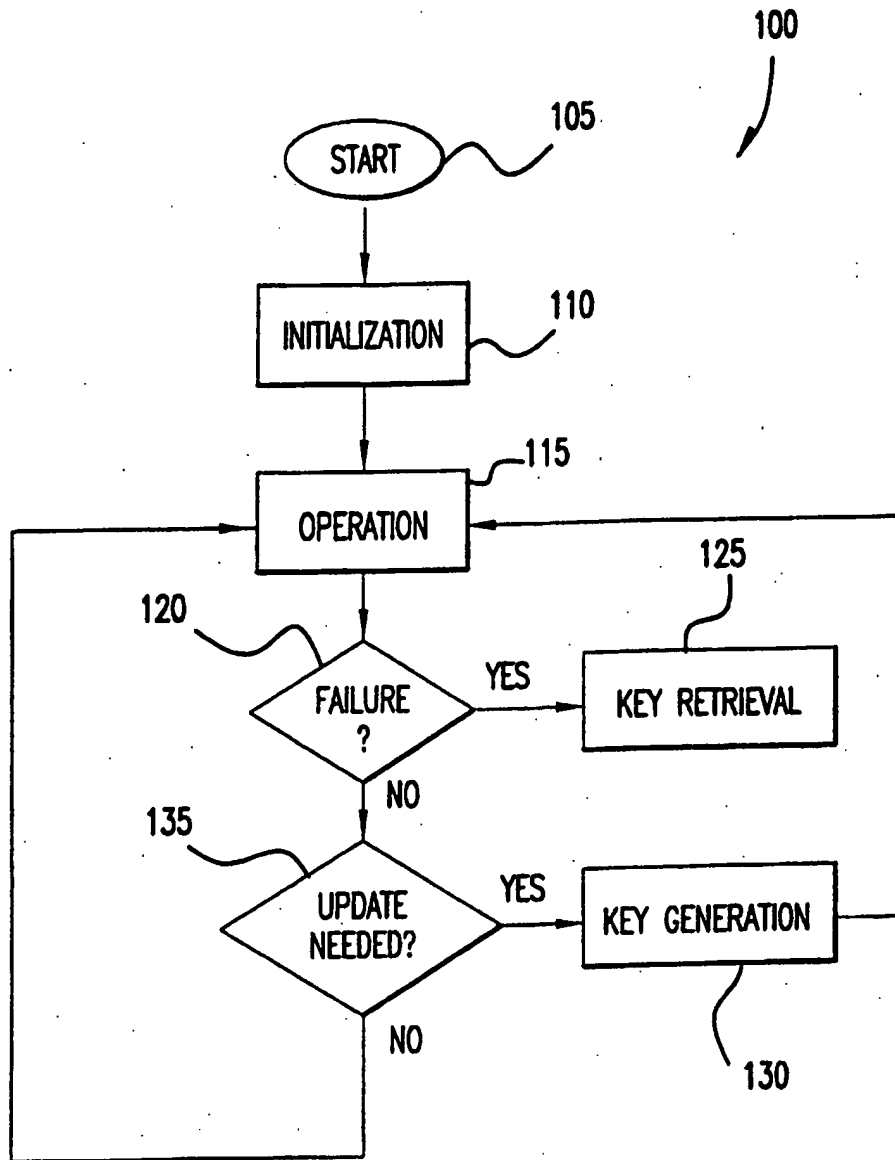 100
START
105
INITIALIZATION
110
115
OPERATION
120
FAILURE
?
YES
125
KEY RETRIEVAL
NO
135
UPDATE
NEEDED?
YES
KEY GENERATION
130
NO